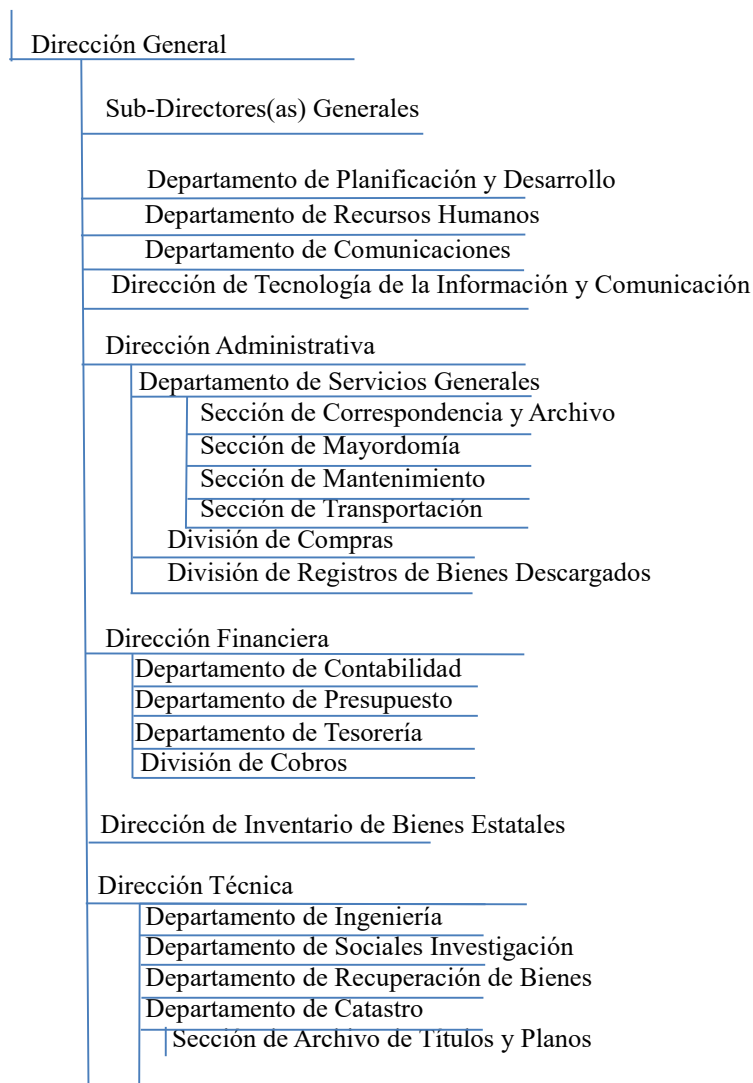 Dirección General
Sub-Directores(as) Generales
Departamento de Planificación y Desarrollo
Departamento de Recursos Humanos
Departamento de Comunicaciones
Dirección de Tecnología de la Información y Comunicación
Dirección Administrativa
Departamento de Servicios Generales
Sección de Correspondencia y Archivo
Sección de Mayordomía
Sección de Mantenimiento
Sección de Transportación
División de Compras
División de Registros de Bienes Descargados
Dirección Financiera
Departamento de Contabilidad
Departamento de Presupuesto
Departamento de Tesorería
División de Cobros
Dirección de Inventario de Bienes Estatales
Dirección Técnica
Departamento de Ingeniería
Departamento de Sociales Investigación
Departamento de Recuperación de Bienes
Departamento de Catastro
Sección de Archivo de Títulos y Planos